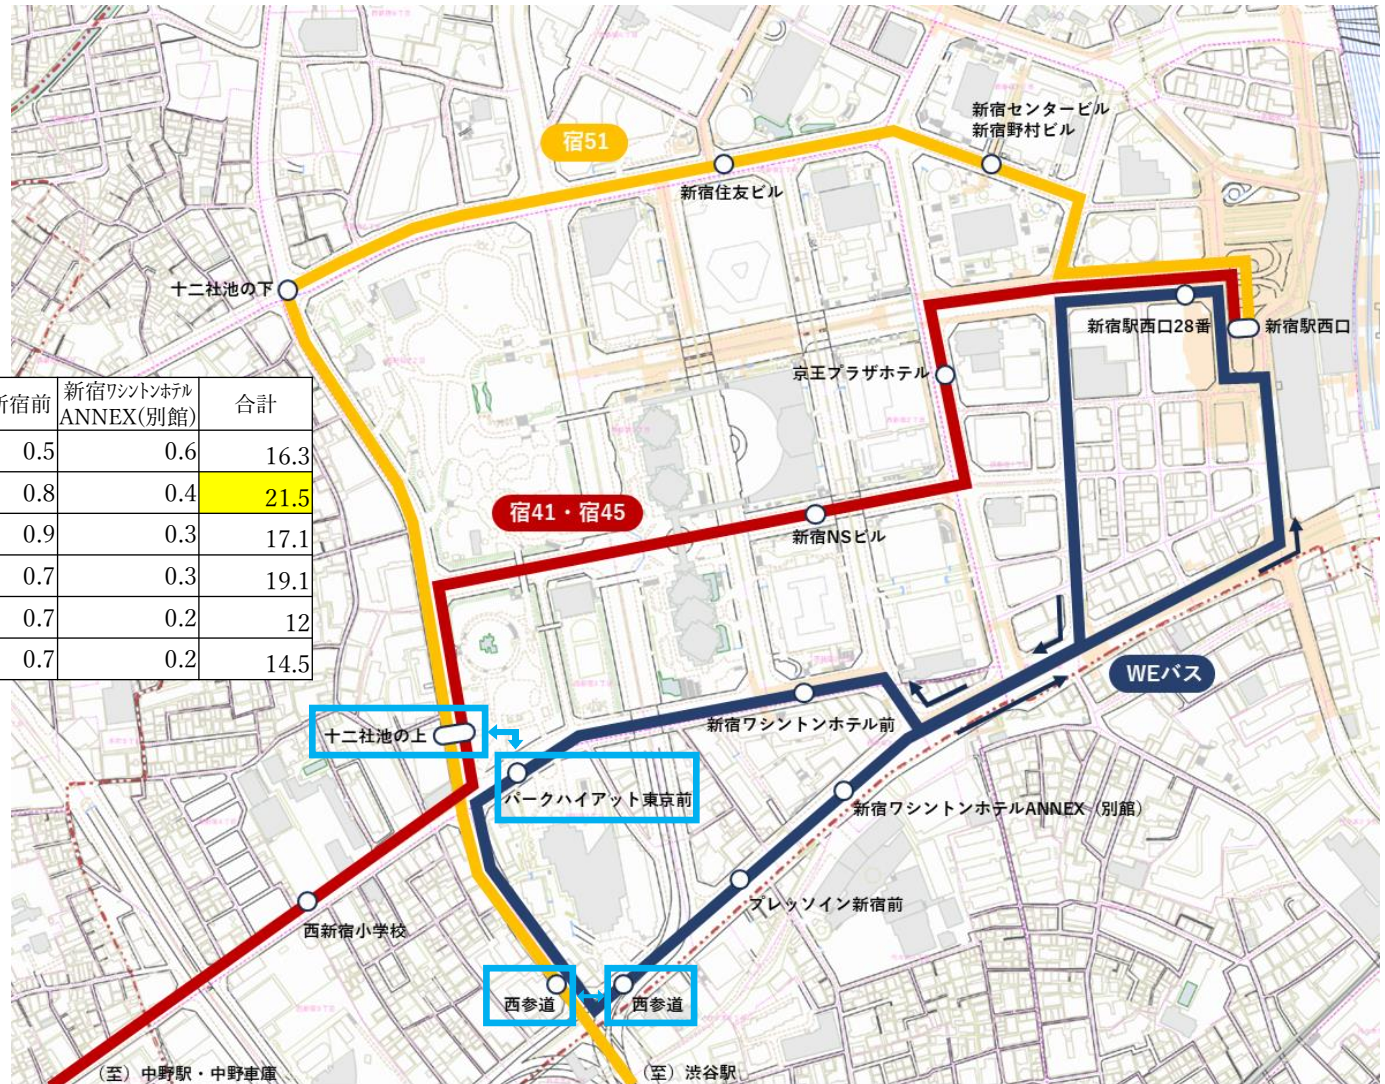 宿51
新宿センタービル
新宿野村ビル
新宿住友ビル
十二社池の下
新宿駅西口28番
新宿駅西口
京王プラザホテル
新宿前
新宿ワシントンホテル
ANNEX(別館)
合計
0.5 0.6 16.3
0.8 0.4 21.5
0.9 0.3 17.1
0.7 0.3 19.1
0.7 0.2 12
0.7 0.2 14.5
宿41・宿45
新宿NSビル
WEバス
新宿ワシントンホテル前
十二社池の上
パークハイアット東京前
新宿ワシントンホテルANNEX（別館）
プレッソイン新宿前
西新宿小学校
西参道
西参道
（至）中野駅・中野車庫
（至）渋谷駅